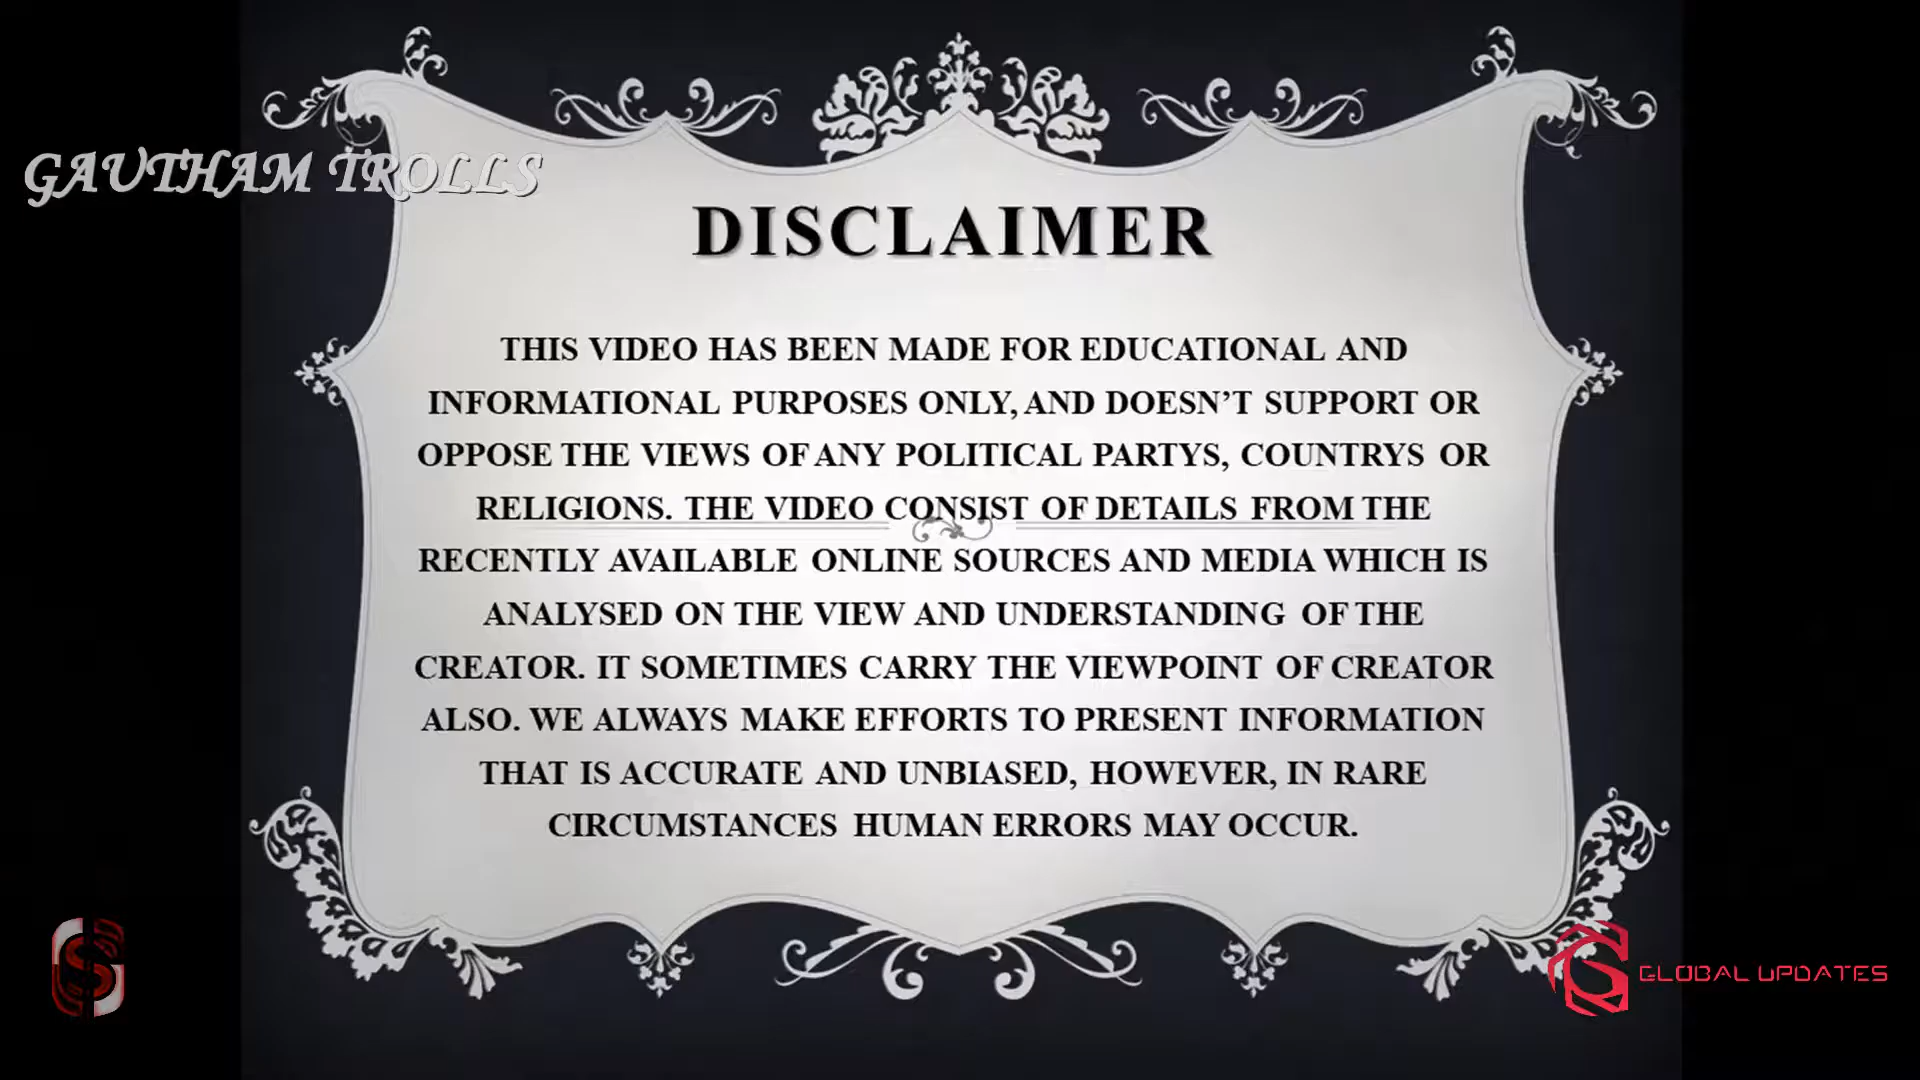 GAUTHAM TROLLS
DISCLAIMER
THIS VIDEO HAS BEEN MADE FOR EDUCATIONAL AND
INFORMATIONAL PURPOSES ONLY, AND DOESN’T SUPPORT OR
OPPOSE THE VIEWS OF ANY POLITICAL PARTYS, COUNTRYS OR
RELIGIONS. THE VIDEO CONSIST OF DETAILS FROM THE
RECENTLY AVAILABLE ONLINE SOURCES AND MEDIA WHICH IS
ANALYSED ON THE VIEW AND UNDERSTANDING OF THE
CREATOR. IT SOMETIMES CARRY THE VIEWPOINT OF CREATOR
ALSO. WE ALWAYS MAKE EFFORTS TO PRESENT INFORMATION
THAT IS ACCURATE AND UNBIASED, HOWEVER, IN RARE
CIRCUMSTANCES HUMAN ERRORS MAY OCCUR.
GLOBAL UPDATES